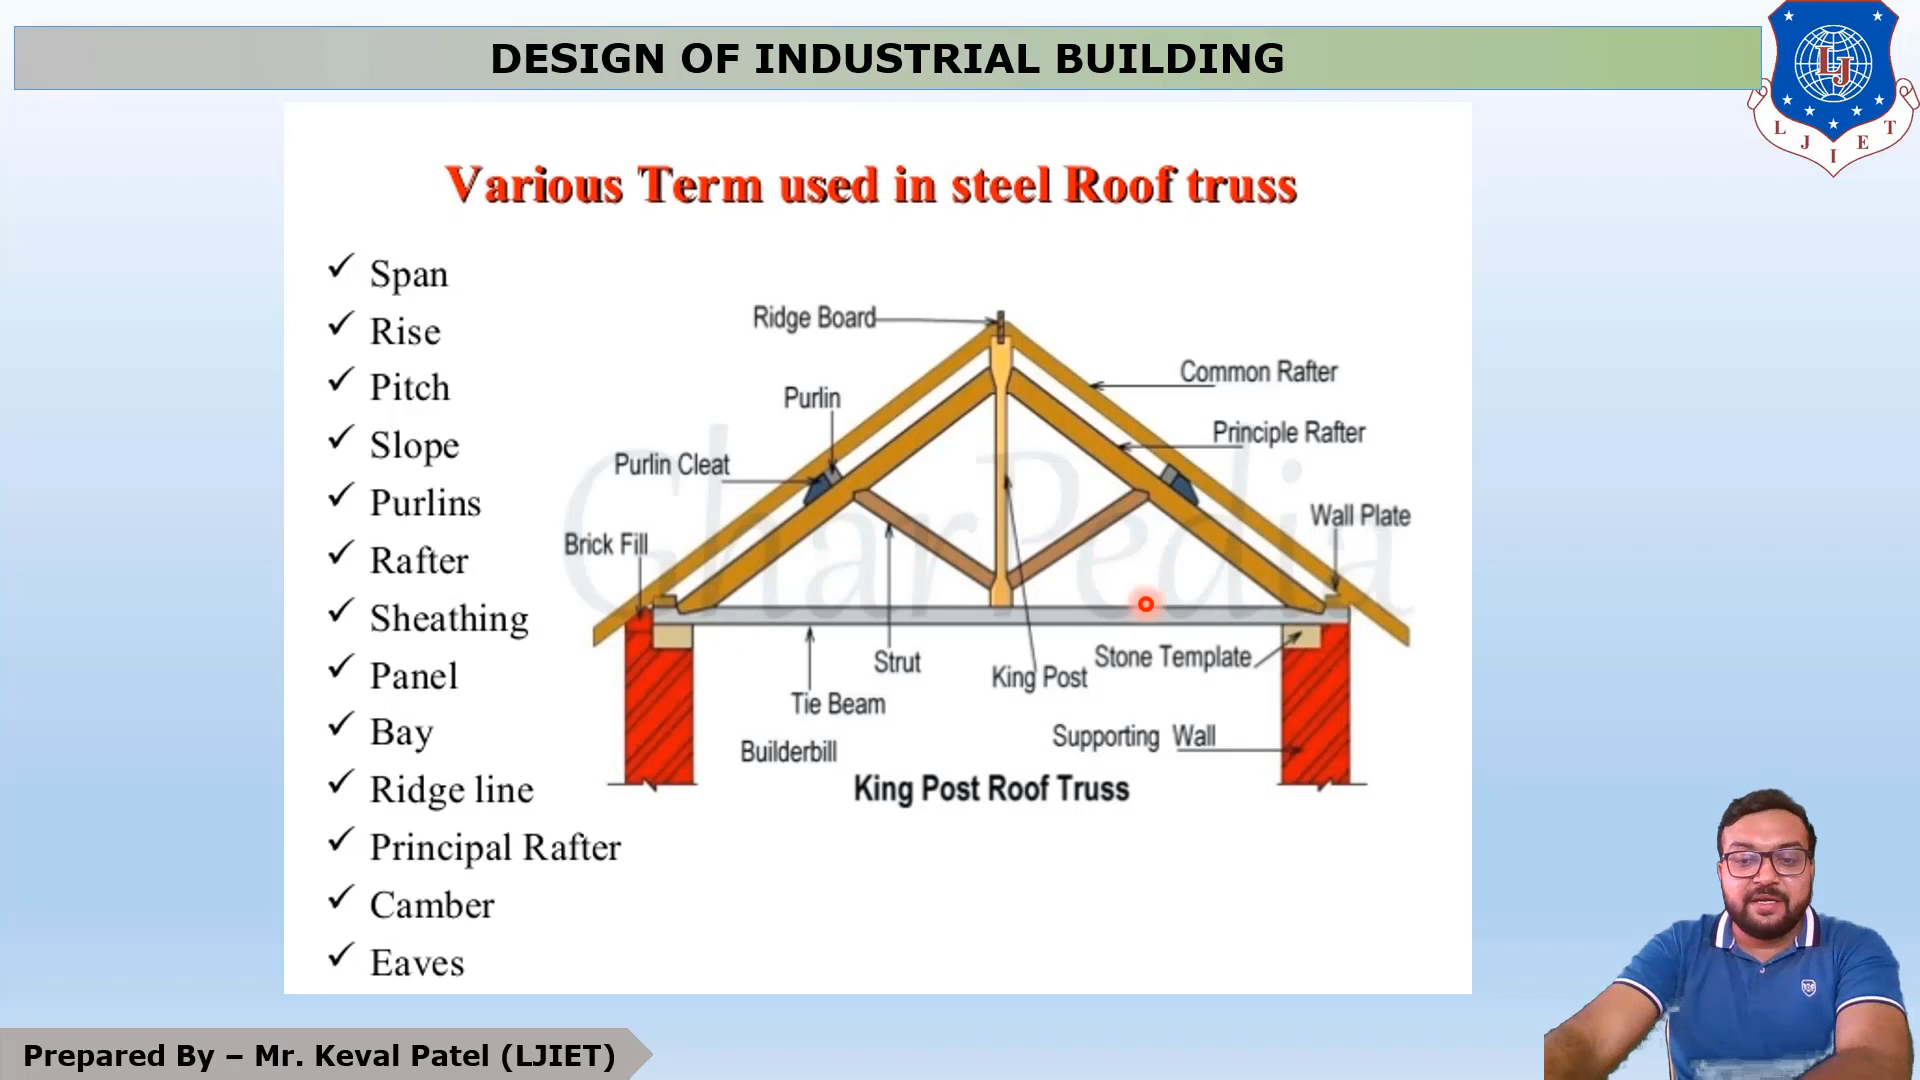 DESIGN OF INDUSTRIAL BUILDING
LJ
L J I E T
Various Term used in steel Roof truss
✓ Span
✓ Rise
✓ Pitch
✓ Slope
✓ Purlins
✓ Rafter
✓ Sheathing
✓ Panel
✓ Bay
✓ Ridge line
✓ Principal Rafter
✓ Camber
✓ Eaves
Ridge Board
Common Rafter
Purlin
Principle Rafter
Purlin Cleat
Wall Plate
Brick Fill
GharPedia
Strut
King Post
Stone Template
Tie Beam
Supporting Wall
Builderbill
King Post Roof Truss
Prepared By – Mr. Keval Patel (LJIET)